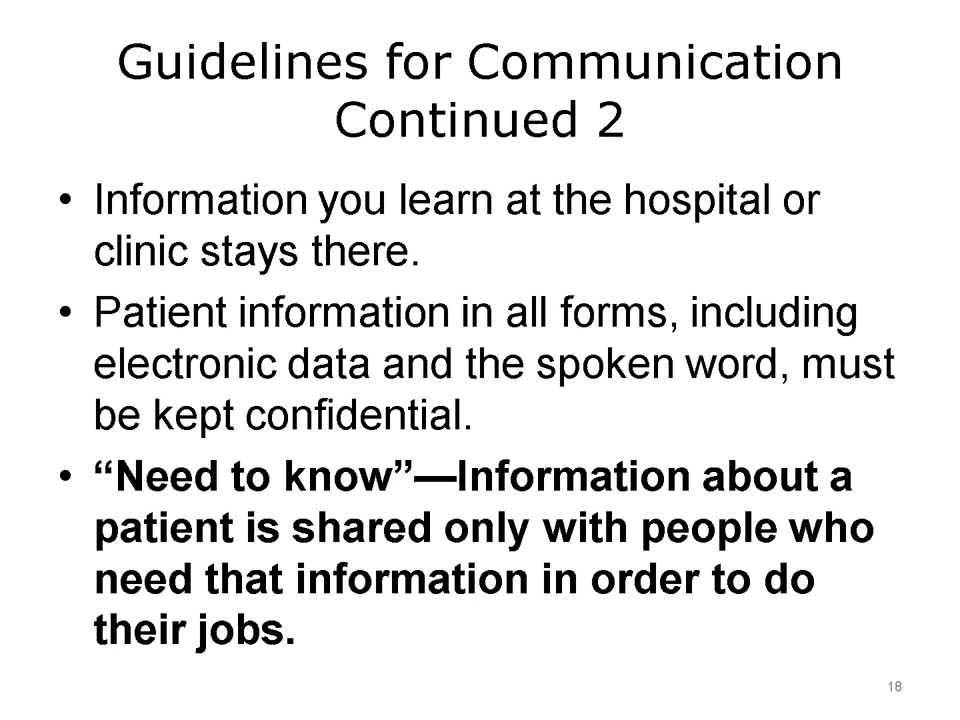 Guidelines for Communication
Continued 2
• Information you learn at the hospital or
clinic stays there.
• Patient information in all forms, including
electronic data and the spoken word, must
be kept confidential.
• “Need to know”—Information about a
patient is shared only with people who
need that information in order to do
their jobs.
18